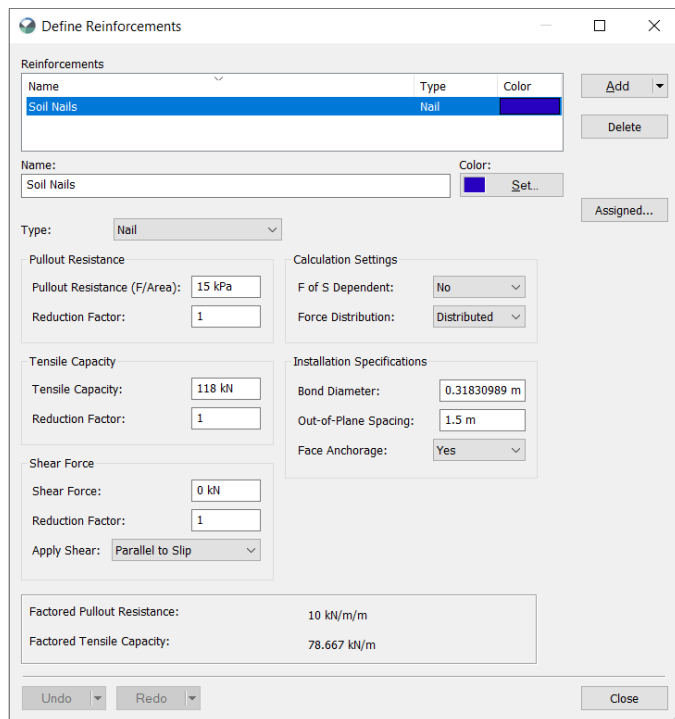 Define Reinforcements
Reinforcements
Name Type Color
Soil Nails Nail
Add
Delete
Name: Color:
Soil Nails Set...
Assigned...
Type: Nail
Pullout Resistance
Pullout Resistance (F/Area): 15 kPa
Reduction Factor: 1
Calculation Settings
F of S Dependent: No
Force Distribution: Distributed
Tensile Capacity
Tensile Capacity: 118 kN
Reduction Factor: 1
Installation Specifications
Bond Diameter: 0.31830989 m
Out-of-Plane Spacing: 1.5 m
Face Anchorage: Yes
Shear Force
Shear Force: 0 kN
Reduction Factor: 1
Apply Shear: Parallel to Slip
Factored Pullout Resistance: 10 kN/m/m
Factored Tensile Capacity: 78.667 kN/m
Undo Redo Close